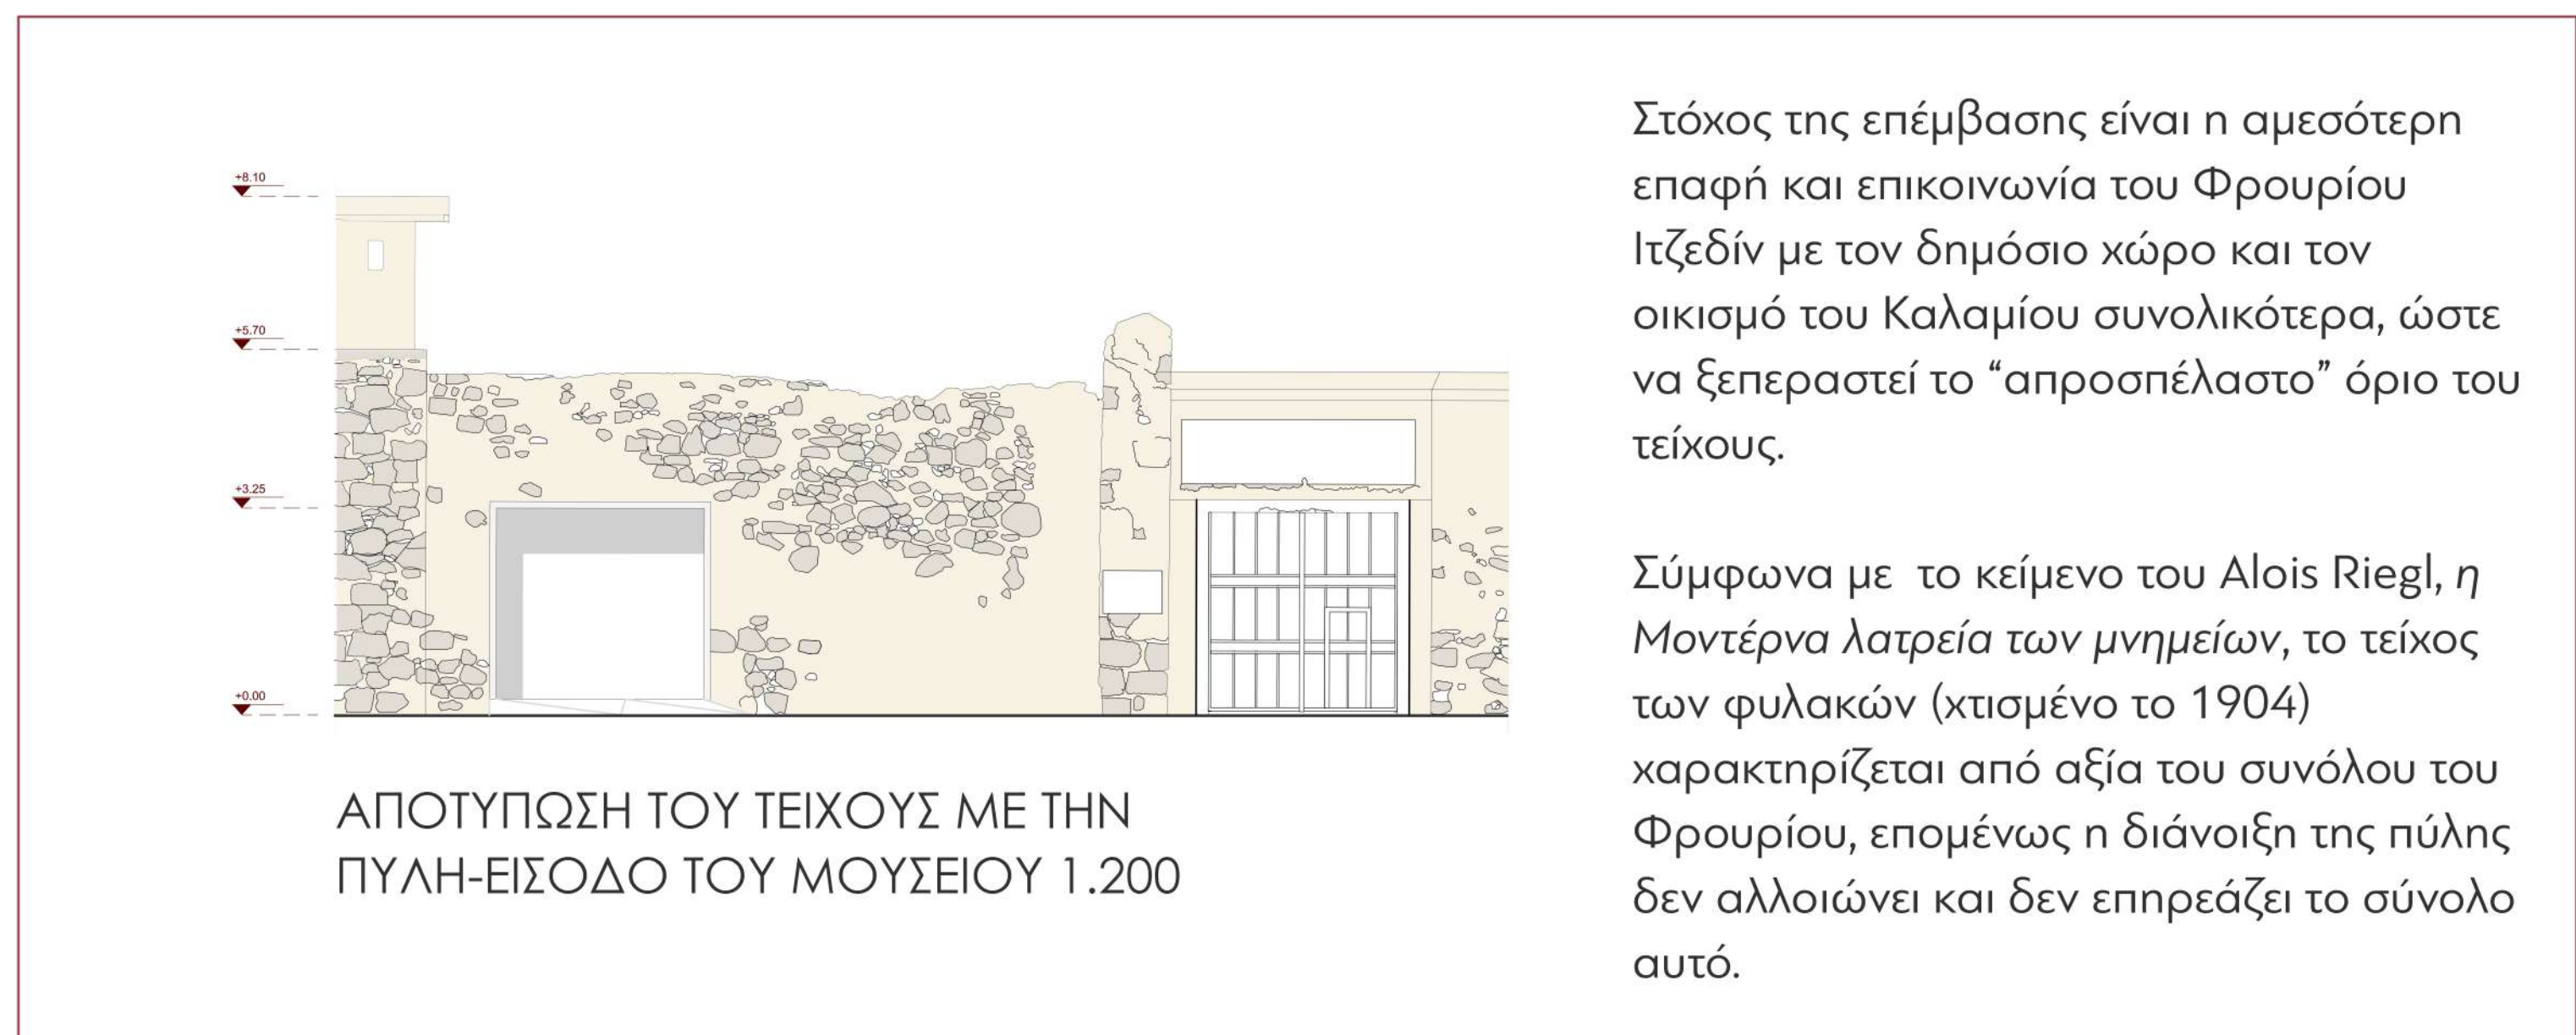 +8.10
+5.70
+3.25
+0.00
ΑΠΟΤΥΠΩΣΗ ΤΟΥ ΤΕΙΧΟΥΣ ΜΕ ΤΗΝ
ΠΥΛΗ-ΕΙΣΟΔΟ ΤΟΥ ΜΟΥΣΕΙΟΥ 1.200
Στόχος της επέμβασης είναι η αμεσότερη
επαφή και επικοινωνία του Φρουρίου
Ιτζεδίν με τον δημόσιο χώρο και τον
οικισμό του Καλαμίου συνολικότερα, ώστε
να ξεπεραστεί το “απροσπέλαστο” όριο του
τείχους.
Σύμφωνα με το κείμενο του Alois Riegl, η
Μοντέρνα λατρεία των μνημείων, το τείχος
των φυλακών (χτισμένο το 1904)
χαρακτηρίζεται από αξία του συνόλου του
Φρουρίου, επομένως η διάνοιξη της πύλης
δεν αλλοιώνει και δεν επηρεάζει το σύνολο
αυτό.